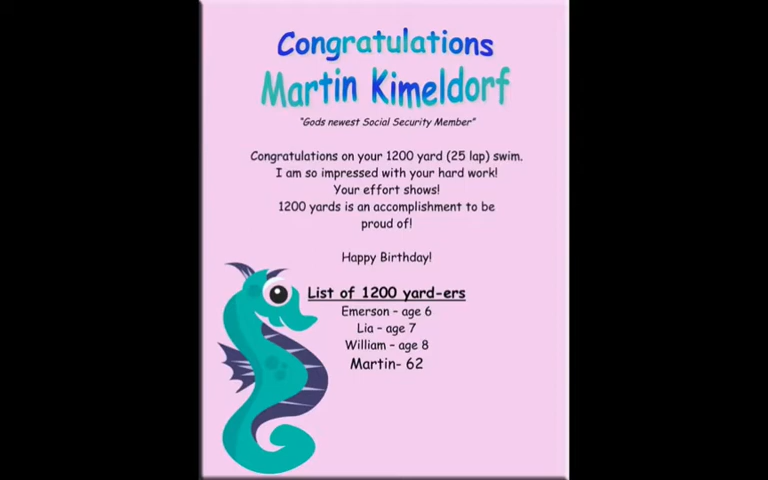 Congratulations
Martin Kimeldorf
"Gods newest Social Security Member"
Congratulations on your 1200 yard (25 lap) swim.
I am so impressed with your hard work!
Your effort shows!
1200 yards is an accomplishment to be
proud of!
Happy Birthday!
List of 1200 yard-ers
Emerson – age 6
Lia – age 7
William – age 8
Martin- 62